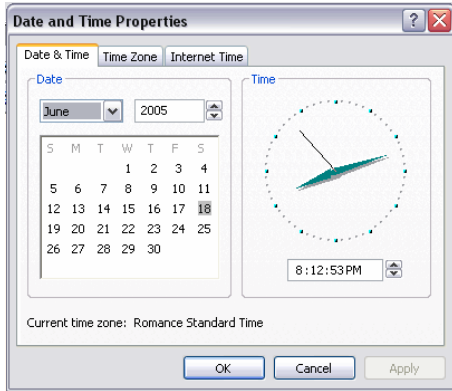 Date and Time Properties
Date & Time Time Zone Internet Time
Date
June 2005
S M T W T F S
1 2 3 4
5 6 7 8 9 10 11
12 13 14 15 16 17 18
19 20 21 22 23 24 25
26 27 28 29 30
Time
8:12:53 PM
Current time zone: Romance Standard Time
OK Cancel Apply